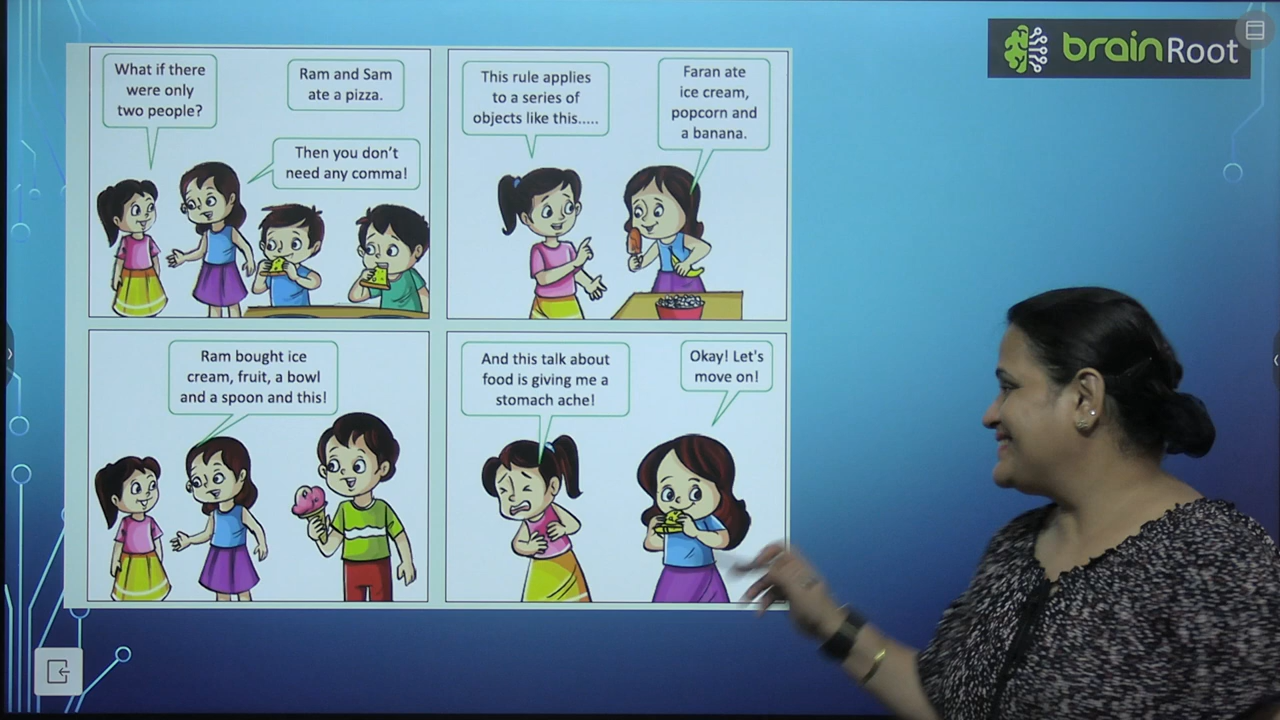 brainRoot
What if there
were only
two people?
Ram and Sam
ate a pizza.
Then you don't
need any comma!
This rule applies
to a series of
objects like this.....
Faran ate
ice cream,
popcorn and
a banana.
Ram bought ice
cream, fruit, a bowl
and a spoon and this!
And this talk about
food is giving me a
stomach ache!
Okay! Let's
move on!